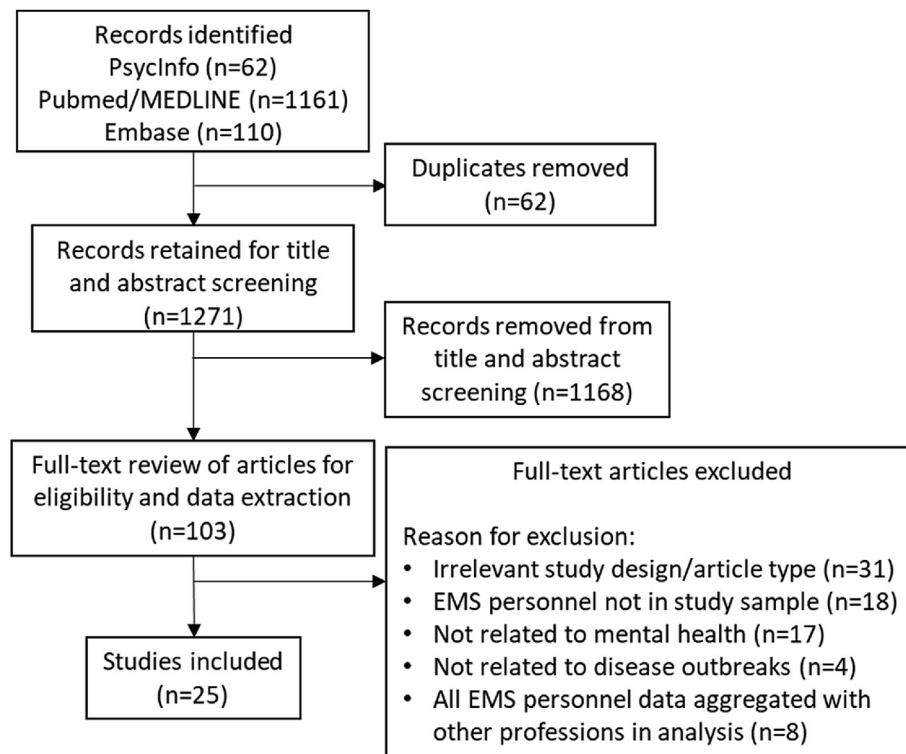 Records identified
PsycInfo (n=62)
Pubmed/MEDLINE (n=1161)
Embase (n=110)
Duplicates removed
(n=62)
Records retained for title
and abstract screening
(n=1271)
Records removed from
title and abstract
screening (n=1168)
Full-text review of articles for
eligibility and data extraction
(n=103)
Full-text articles excluded
Reason for exclusion:
• Irrelevant study design/article type (n=31)
• EMS personnel not in study sample (n=18)
• Not related to mental health (n=17)
• Not related to disease outbreaks (n=4)
• All EMS personnel data aggregated with
other professions in analysis (n=8)
Studies included
(n=25)